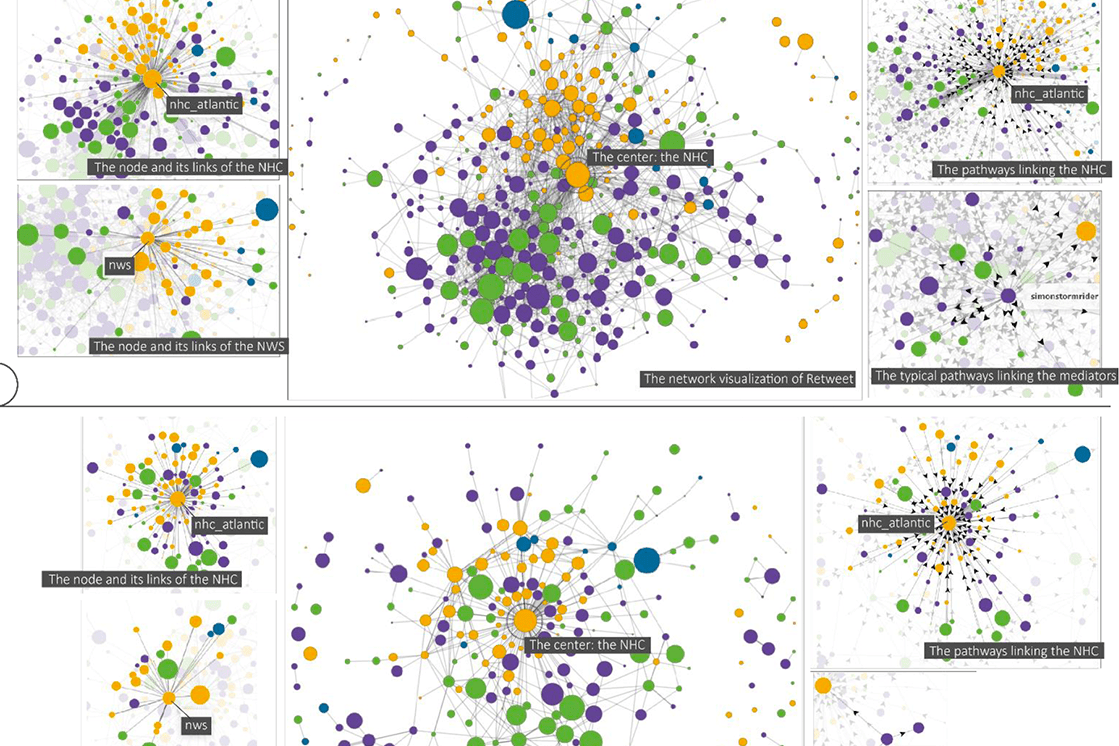 nhc_atlantic
The node and its links of the NHC
nws
The node and its links of the NWS
The center: the NHC
The network visualization of Retweet
nhc_atlantic
The pathways linking the NHC
simonstormrider
The typical pathways linking the mediators
nhc_atlantic
The node and its links of the NHC
nws
The center: the NHC
nhc_atlantic
The pathways linking the NHC